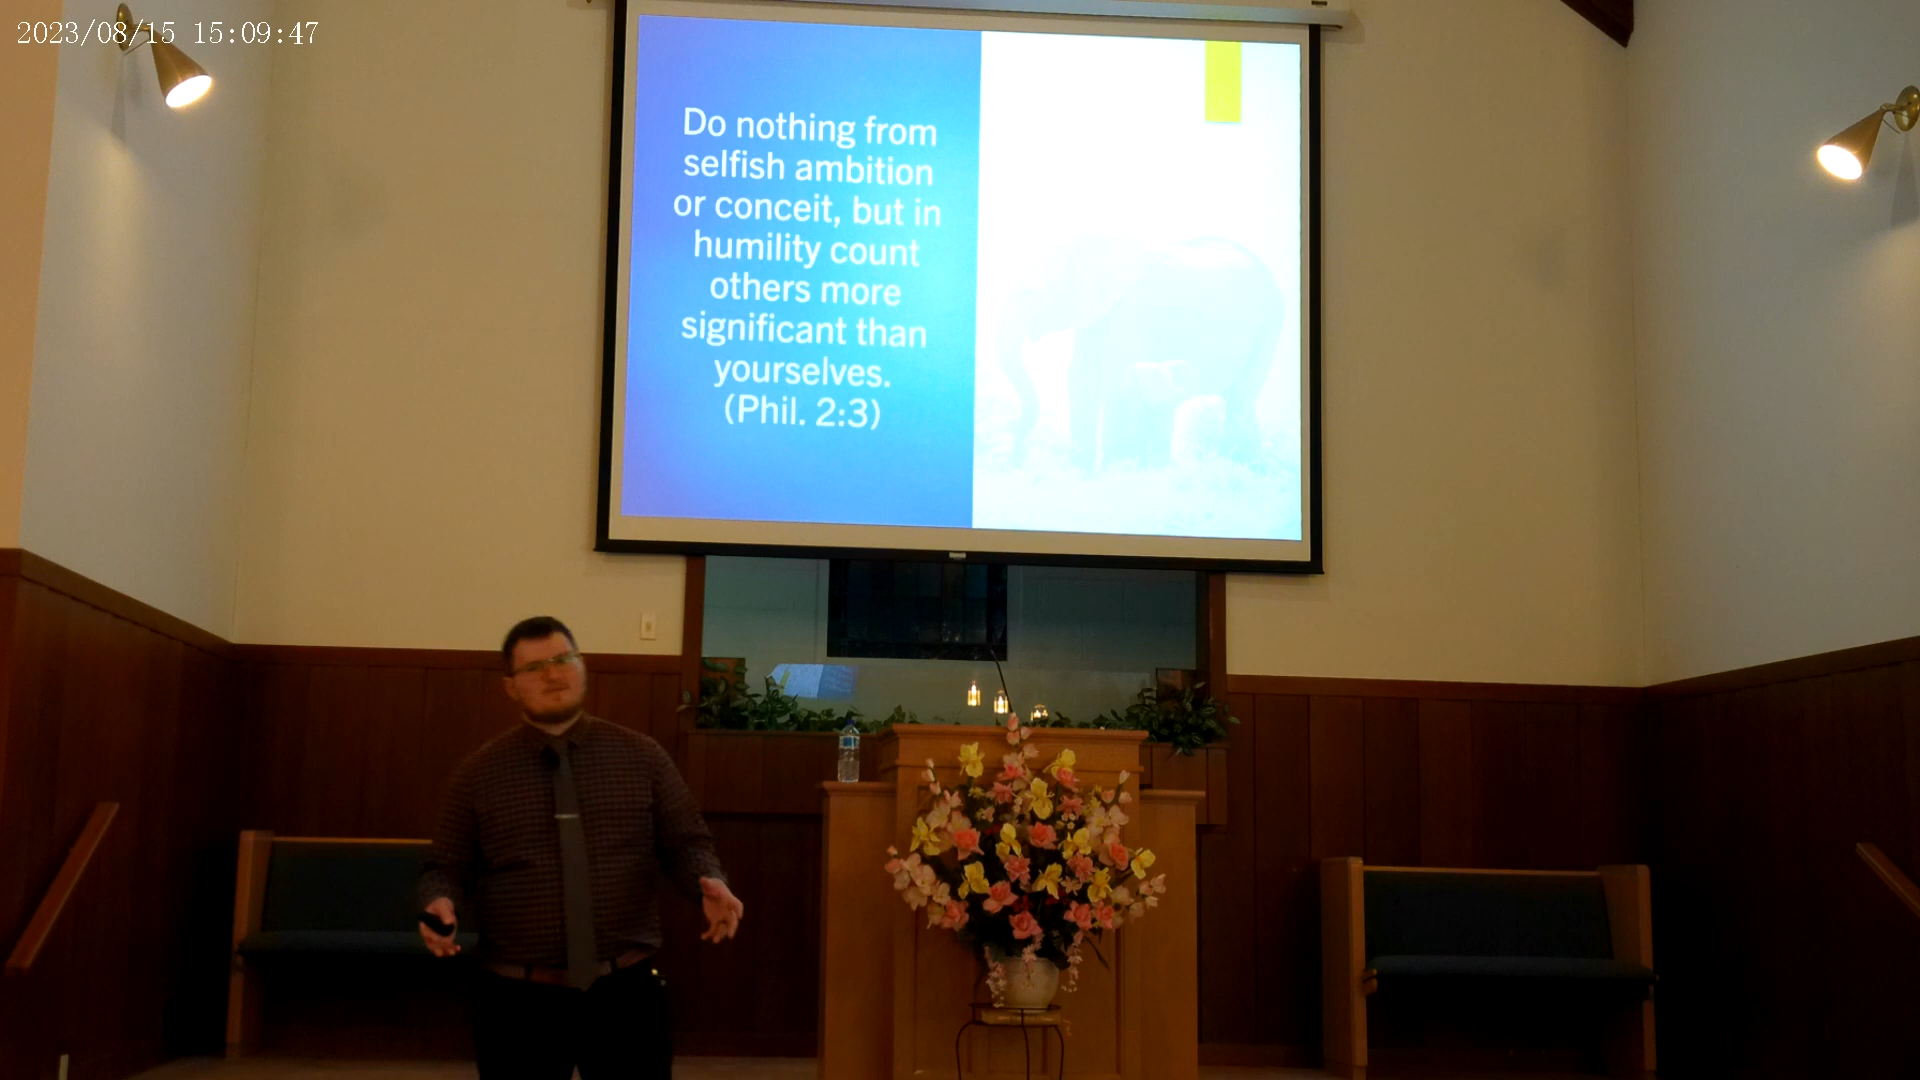 2023/08/15 15:09:47
Do nothing from
selfish ambition
or conceit, but in
humility count
others more
significant than
yourselves.
(Phil. 2:3)